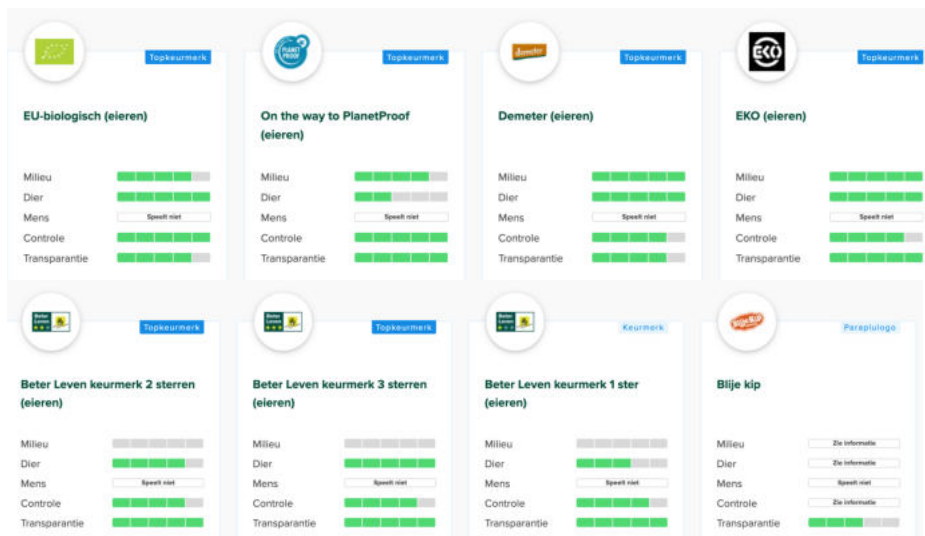 Topkeurmerk
PLANET PROOF
Topkeurmerk
demeter
Topkeurmerk
EKO
Topkeurmerk
EU-biologisch (eieren)
On the way to PlanetProof
(eieren)
Demeter (eieren)
EKO (eieren)
Milieu
Dier
Mens Speelt niet
Controle
Transparantie
Milieu
Dier
Mens Speelt niet
Controle
Transparantie
Milieu
Dier
Mens Speelt niet
Controle
Transparantie
Milieu
Dier
Mens Speelt niet
Controle
Transparantie
Beter Leven
Topkeurmerk
Beter Leven
Topkeurmerk
Beter Leven
Keurmerk
Blije Kip
Paraplulogo
Beter Leven keurmerk 2 sterren
(eieren)
Beter Leven keurmerk 3 sterren
(eieren)
Beter Leven keurmerk 1 ster
(eieren)
Blije kip
Milieu
Dier
Mens Speelt niet
Controle
Transparantie
Milieu
Dier
Mens Speelt niet
Controle
Transparantie
Milieu
Dier
Mens Speelt niet
Controle
Transparantie
Milieu Zie informatie
Dier Zie informatie
Mens Speelt niet
Controle Zie informatie
Transparantie